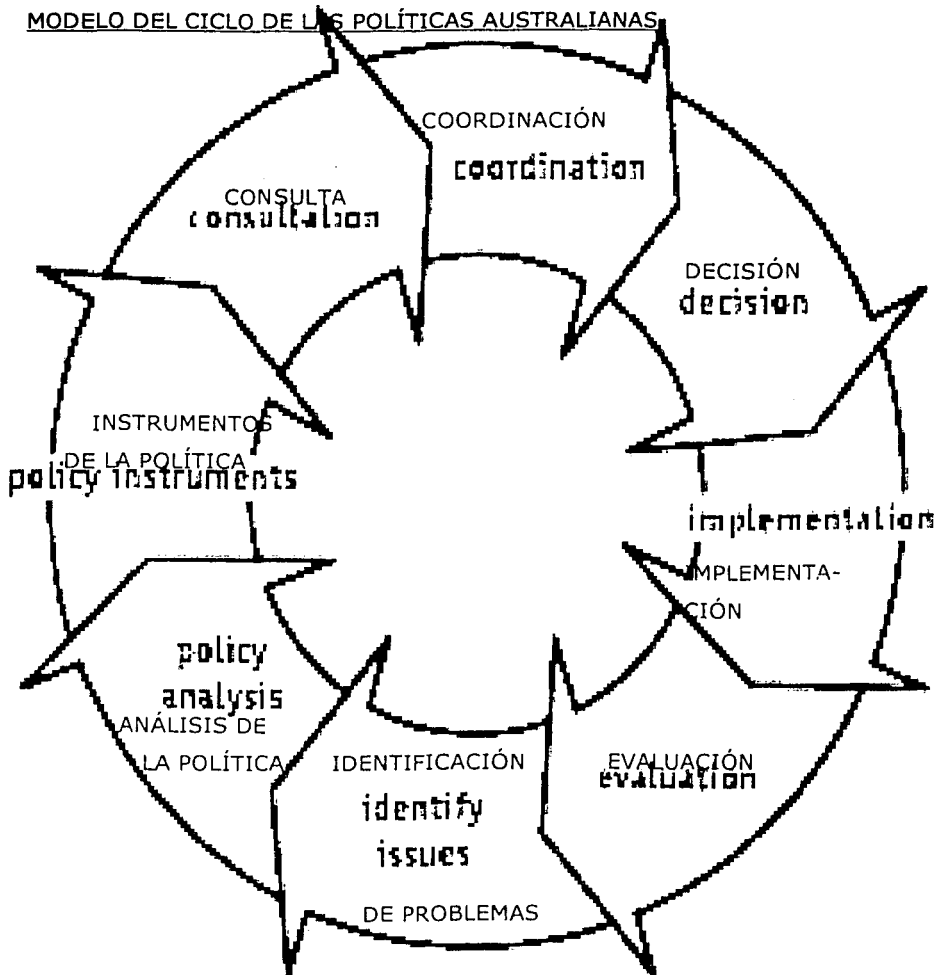 MODELO DEL CICLO DE LAS POLÍTICAS AUSTRALIANAS
COORDINACIÓN
coordination
CONSULTA
consultation
DECISIÓN
decision
INSTRUMENTOS
DE LA POLÍTICA
policy instruments
implementation
IMPLEMENTA-
CIÓN
policy
analysis
ANÁLISIS DE
LA POLÍTICA
IDENTIFICACIÓN
identify
issues
DE PROBLEMAS
EVALUACIÓN
evaluation